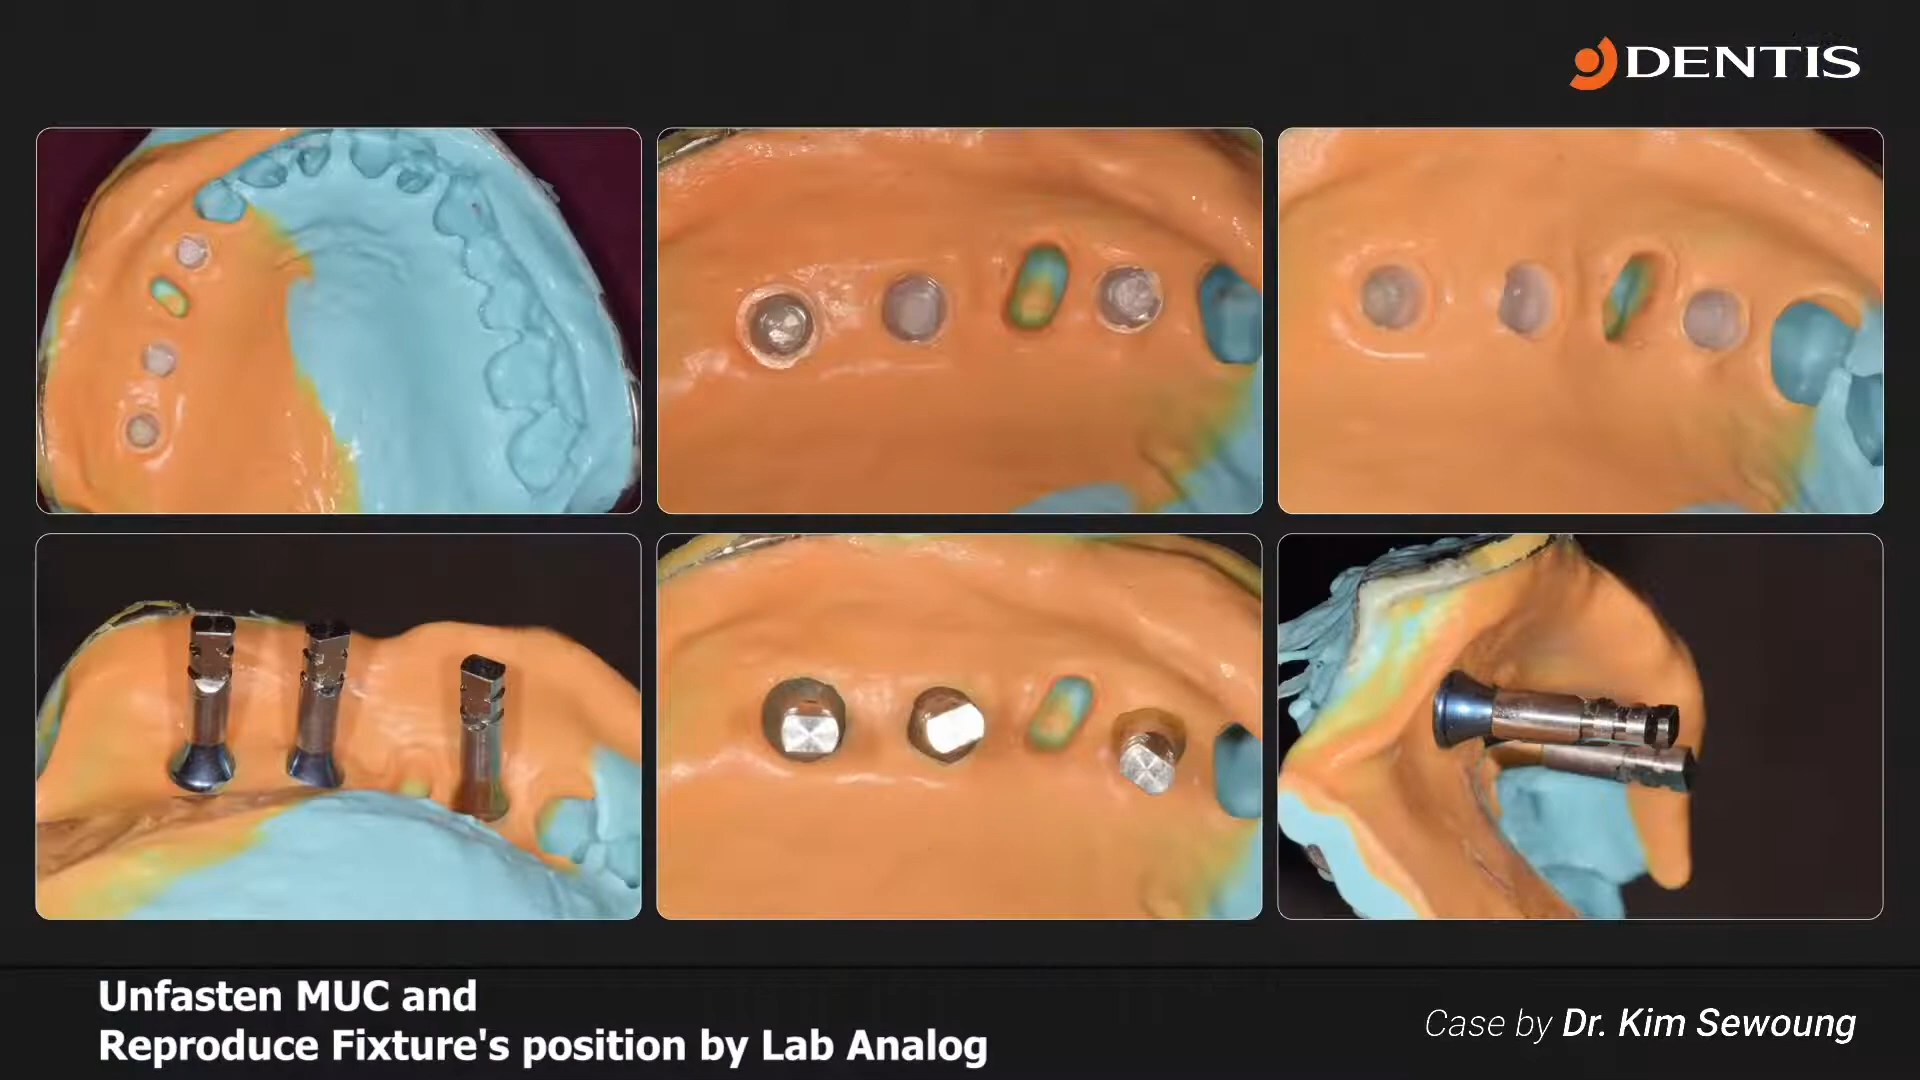 DENTIS
Unfasten MUC and
Reproduce Fixture's position by Lab Analog
Case by Dr. Kim Sewoung